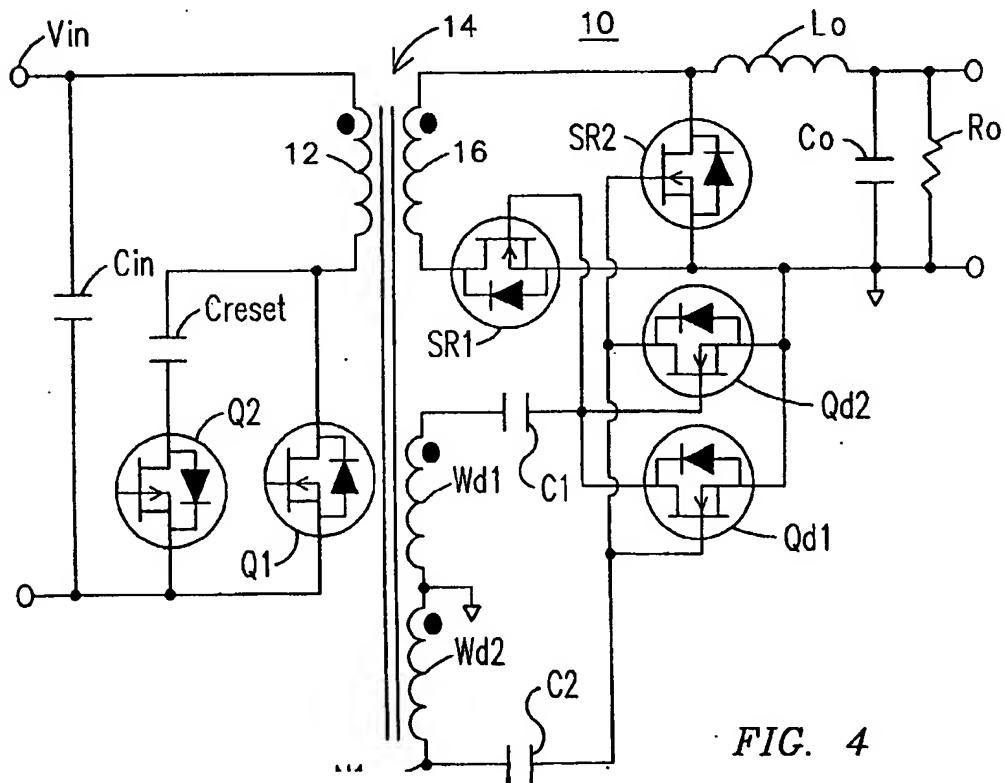 Vin
14
10
Lo
12
16
SR2
Co
Ro
Cin
Creset
SR1
Q2
Qd2
Wd1
C1
Q1
Qd1
Wd2
C2
FIG. 4